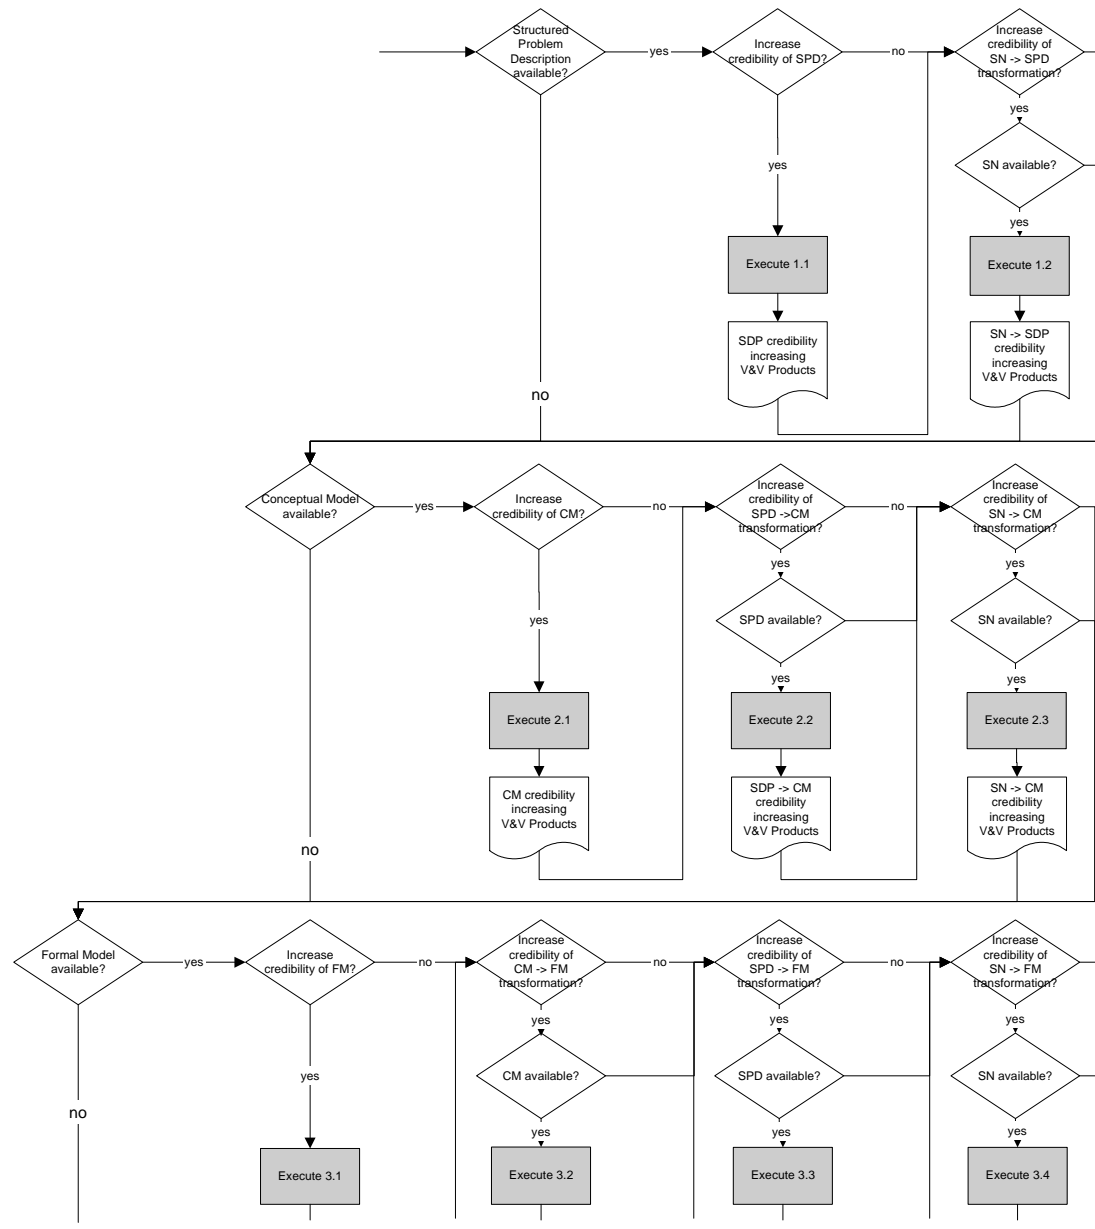 Structured
Problem
Description
available?
yes
Increase
credibility of SPD?
no
Increase
credibility of
SN -> SPD
transformation?
yes
SN available?
yes
yes
Execute 1.1
Execute 1.2
SDP credibility
increasing
V&V Products
SN -> SDP
credibility
increasing
V&V Products
no
Conceptual Model
available?
yes
Increase
credibility of CM?
no
Increase
credibility of
SPD ->CM
transformation?
no
Increase
credibility of
SN -> CM
transformation?
yes
yes
yes
SPD available?
SN available?
yes
yes
Execute 2.1
Execute 2.2
Execute 2.3
CM credibility
increasing
V&V Products
SDP -> CM
credibility
increasing
V&V Products
SN -> CM
credibility
increasing
V&V Products
no
Formal Model
available?
yes
Increase
credibility of FM?
no
Increase
credibility of
CM -> FM
transformation?
no
Increase
credibility of
SPD -> FM
transformation?
no
Increase
credibility of
SN -> FM
transformation?
yes
yes
yes
yes
CM available?
SPD available?
SN available?
no
yes
yes
yes
Execute 3.1
Execute 3.2
Execute 3.3
Execute 3.4